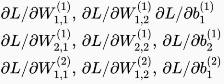 ∂L/∂W_{1,1}^{(1)}, ∂L/∂W_{1,2}^{(1)} ∂L/∂b_1^{(1)}
∂L/∂W_{2,1}^{(1)}, ∂L/∂W_{2,2}^{(1)}, ∂L/∂b_2^{(1)}
∂L/∂W_{1,1}^{(2)}, ∂L/∂W_{1,2}^{(2)}, ∂L/∂b_1^{(2)}